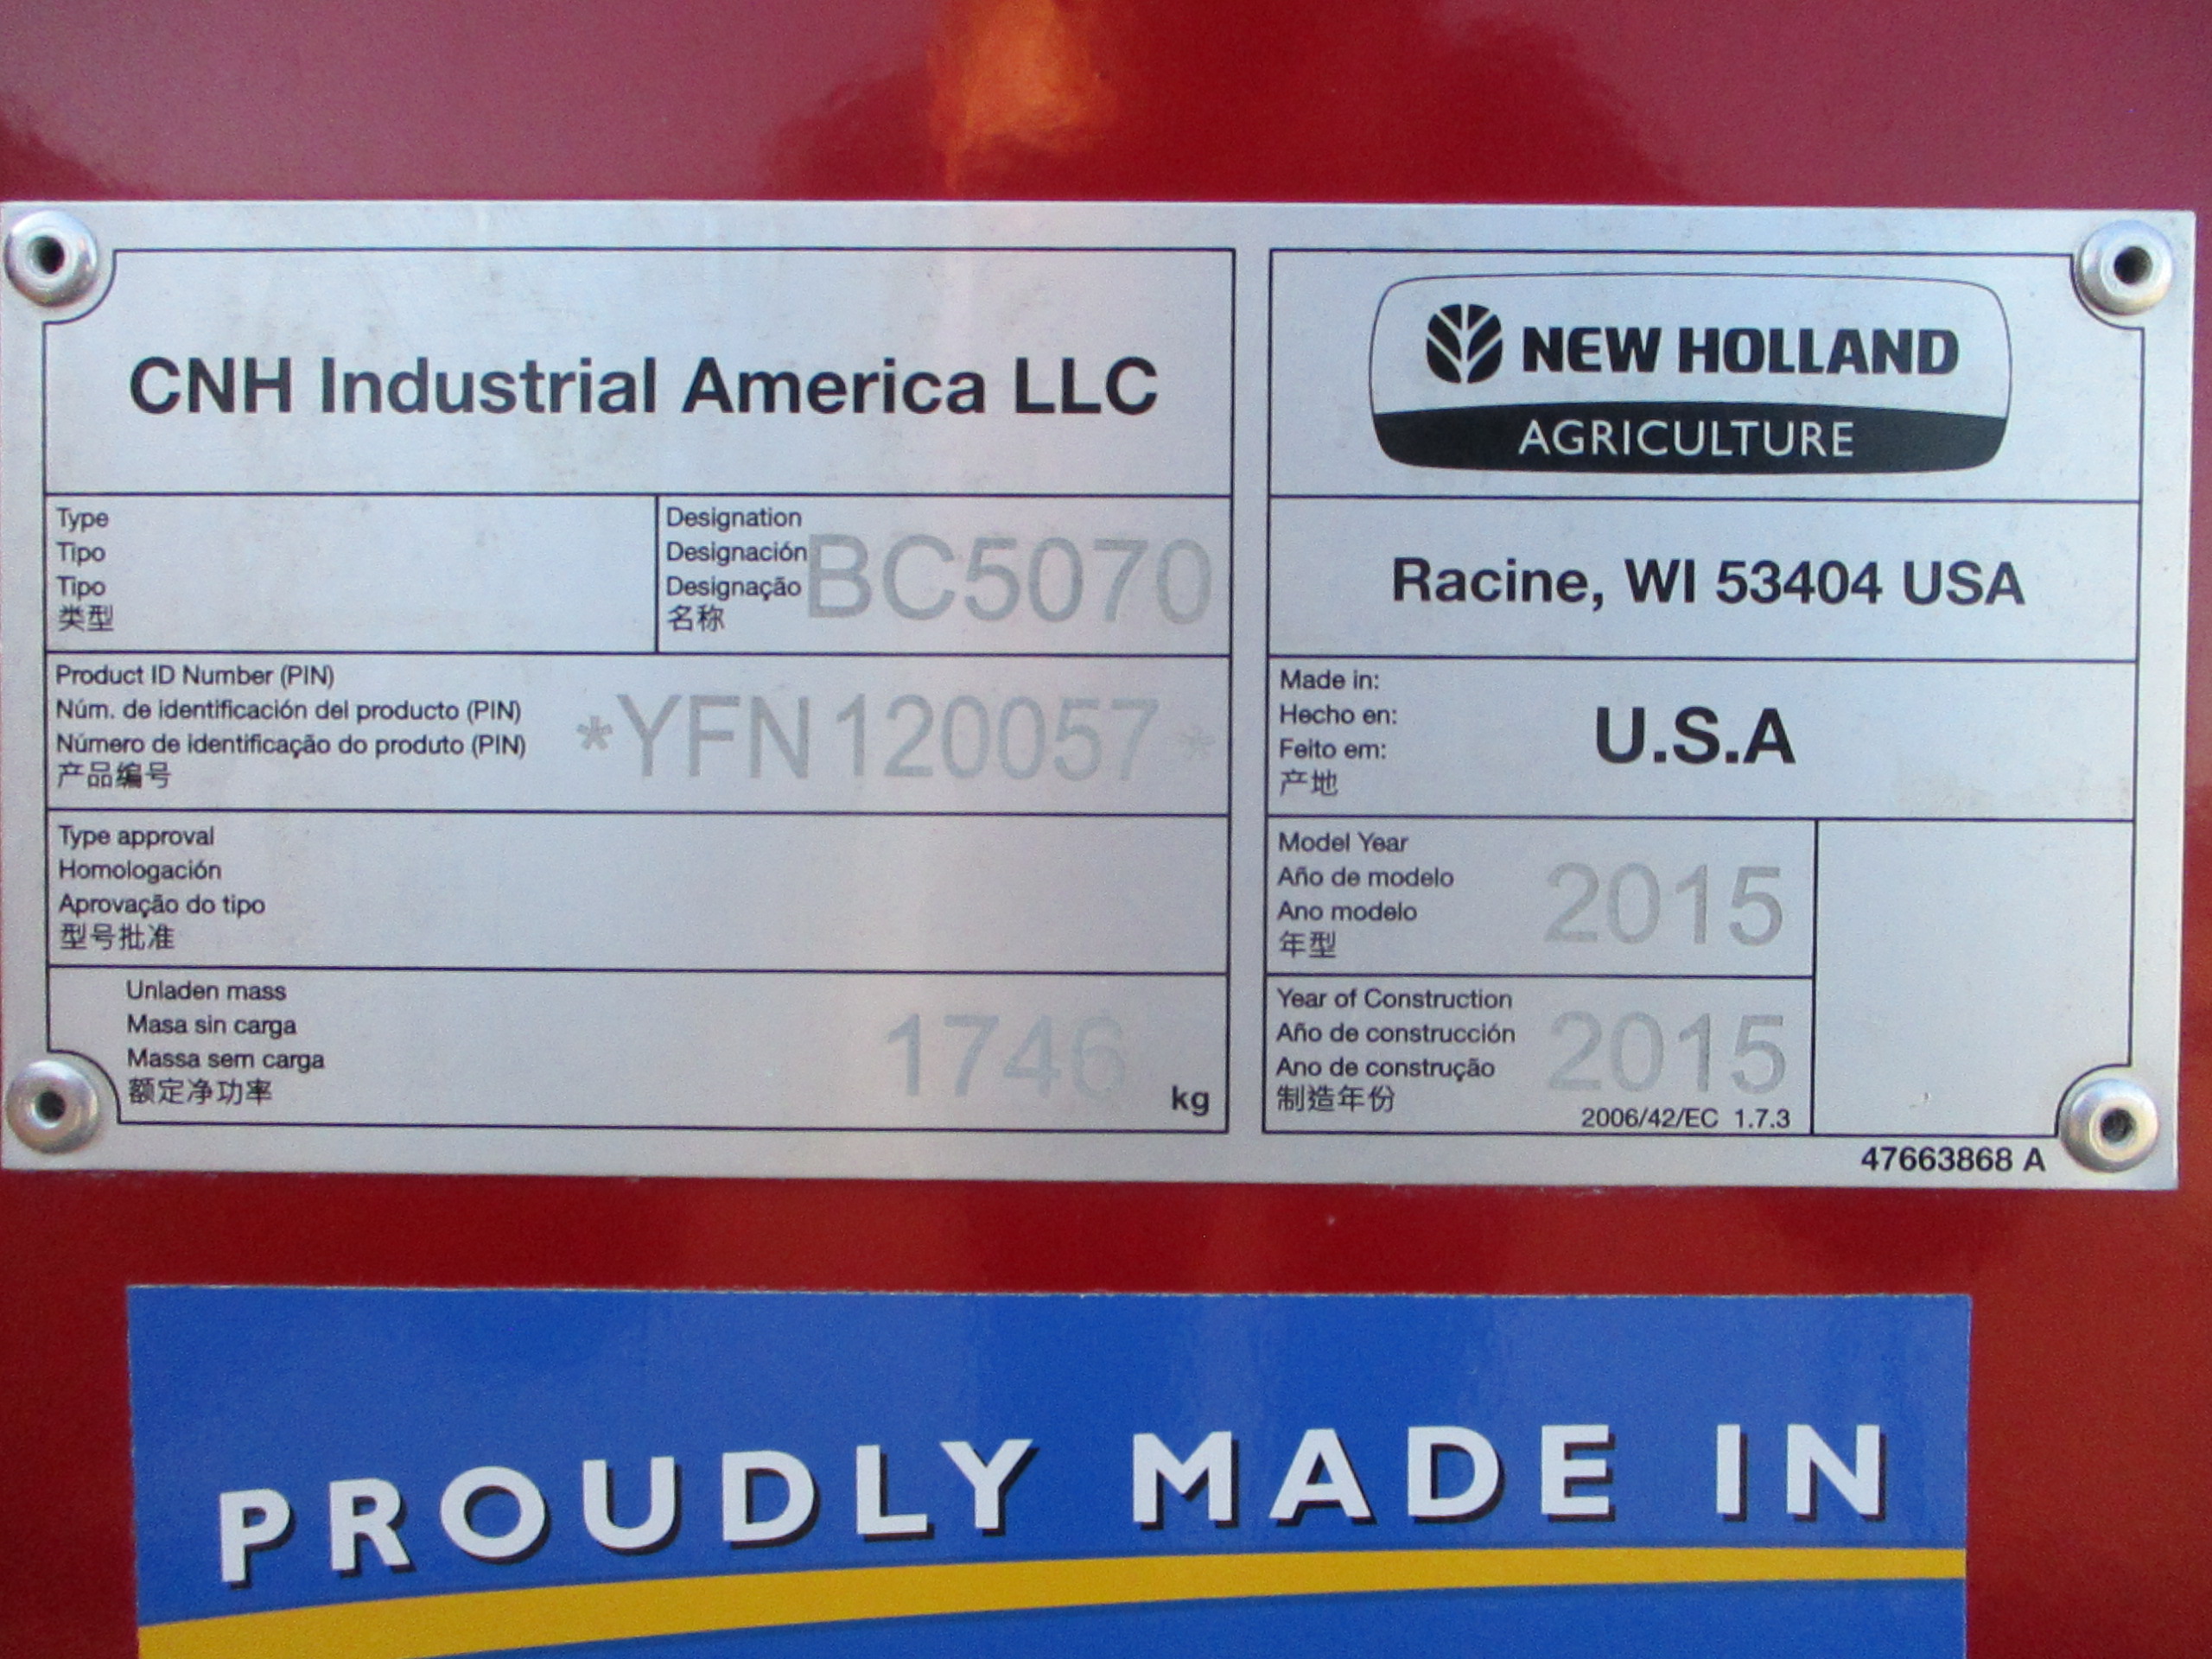 CNH Industrial America LLC
Type
Tipo
Tipo
类型
Designation
Designación
Designação
名称
BC5070
Product ID Number (PIN)
Núm. de identificación del producto (PIN)
Número de identificação do produto (PIN)
产品编号
*YFN120057*
Type approval
Homologación
Aprovação do tipo
型号批准
Unladen mass
Masa sin carga
Massa sem carga
额定净功率
1746
kg
NEW HOLLAND
AGRICULTURE
Racine, WI 53404 USA
Made in:
Hecho en:
Feito em:
产地
U.S.A
Model Year
Año de modelo
Ano modelo
年型
2015
Year of Construction
Año de construcción
Ano de construção
制造年份
2015
2006/42/EC 1.7.3
47663868 A
PROUDLY MADE IN